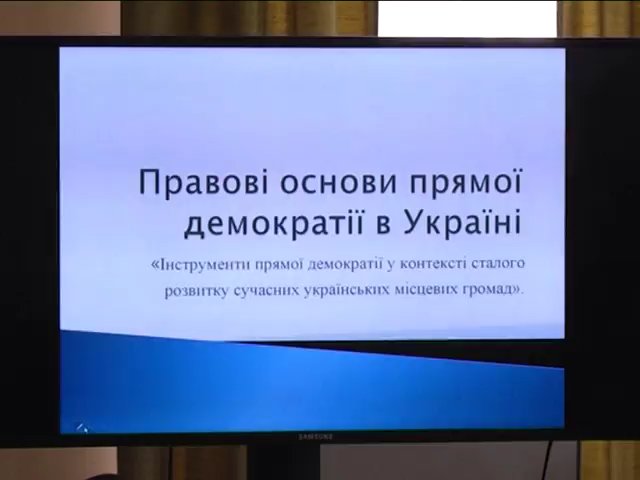 Правові основи прямої
демократії в Україні
«Інструменти прямої демократії у контексті сталого
розвитку сучасних українських місцевих громад».
SAMSUNG